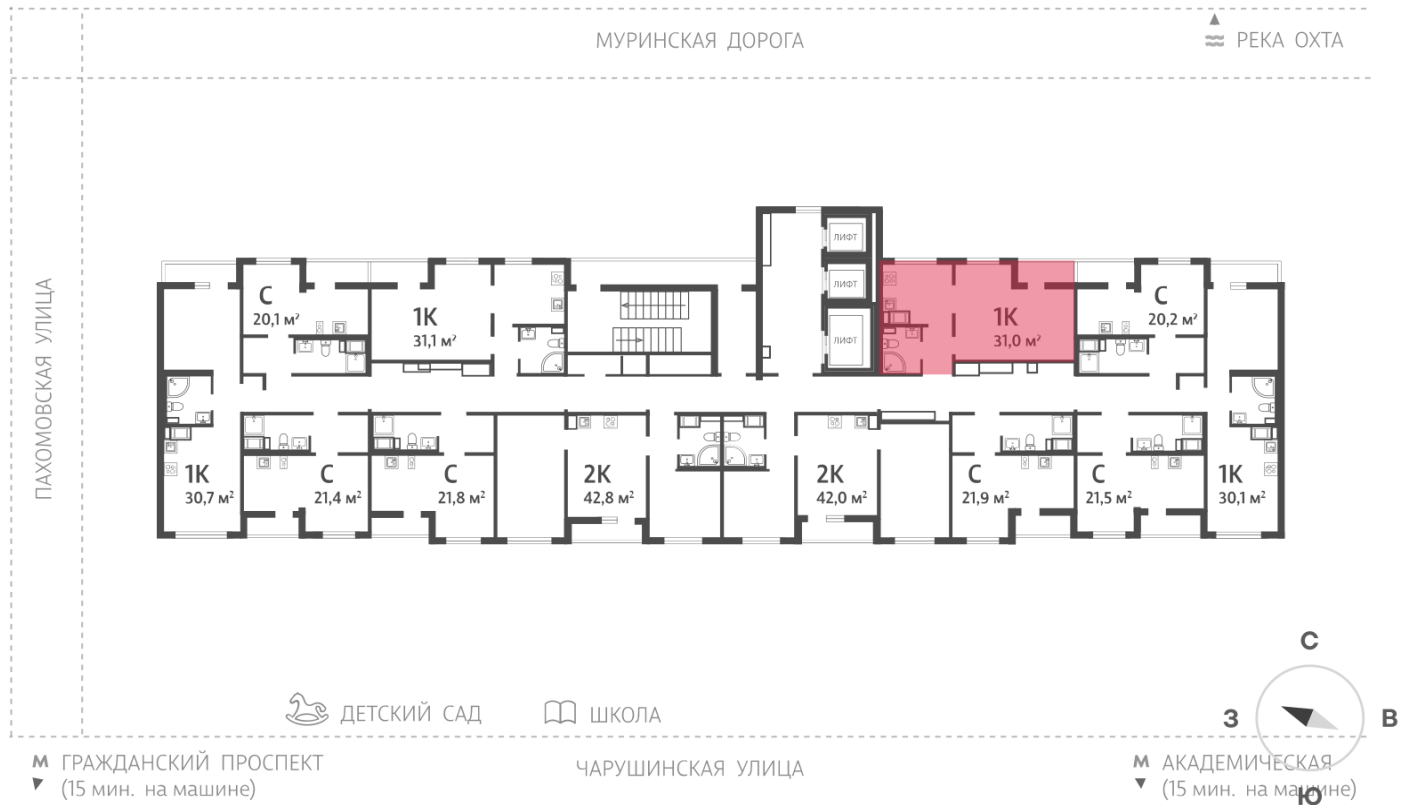 МУРИНСКАЯ ДОРОГА
РЕКА ОХТА
ПАХОМОВСКАЯ УЛИЦА
ЛИФТ
ЛИФТ
ЛИФТ
С
20,1 м²
1К
31,1 м²
1К
31,0 м²
С
20,2 м²
1К
30,7 м²
С
21,4 м²
С
21,8 м²
2К
42,8 м²
2К
42,0 м²
С
21,9 м²
С
21,5 м²
1К
30,1 м²
С
З
В
Ю
ДЕТСКИЙ САД
ШКОЛА
М ГРАЖДАНСКИЙ ПРОСПЕКТ
(15 мин. на машине)
ЧАРУШИНСКАЯ УЛИЦА
М АКАДЕМИЧЕСКАЯ
(15 мин. на машине)